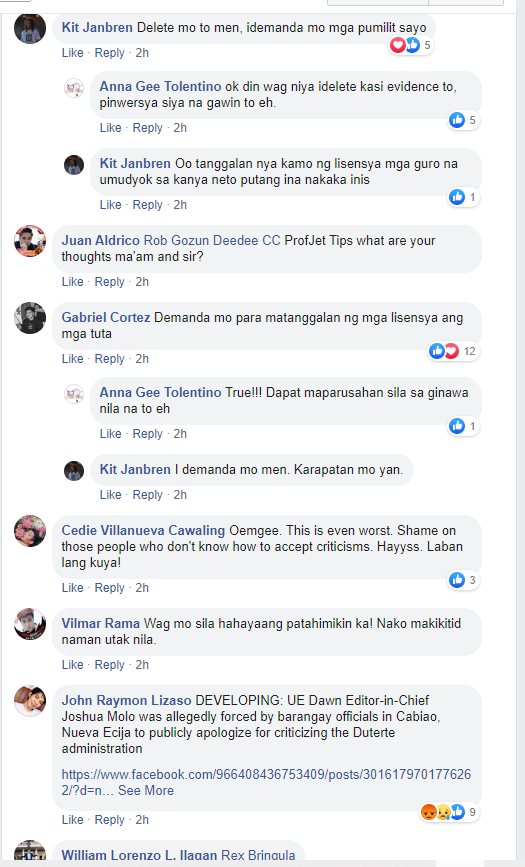 Kit Janbren Delete mo to men, idemanda mo mga pumilit sayo
5
Like · Reply · 2h
Anna Gee Tolentino ok din wag niya idelete kasi evidence to,
pinwersya siya na gawin to eh.
5
Like · Reply · 2h
Kit Janbren Oo tanggalan nya kamo ng lisensya mga guro na
umudyok sa kanya neto putang ina nakaka inis
1
Like · Reply · 2h
Juan Aldrico Rob Gozun Deedee CC ProfJet Tips what are your
thoughts ma'am and sir?
Like · Reply · 2h
Gabriel Cortez Demanda mo para matanggalan ng mga lisensya ang
mga tuta
12
Like · Reply · 2h
Anna Gee Tolentino True!!! Dapat maparusahan sila sa ginawa
nila na to eh
1
Like · Reply · 2h
Kit Janbren I demanda mo men. Karapatan mo yan.
Like · Reply · 2h
Cedie Villanueva Cawaling Oemgee. This is even worst. Shame on
those people who don't know how to accept criticisms. Hayyss. Laban
lang kuya!
3
Like · Reply · 2h
Vilmar Rama Wag mo sila hahayaang patahimikin ka! Nako makikitid
naman utak nila.
Like · Reply · 2h
John Raymon Lizaso DEVELOPING: UE Dawn Editor-in-Chief
Joshua Molo was allegedly forced by barangay officials in Cabiao,
Nueva Ecija to publicly apologize for criticizing the Duterte
administration
https://www.facebook.com/966408436753409/posts/301617970177626
2/?d=n… See More
9
Like · Reply · 2h
William Lorenzo L. Ilagan Rex Bringula